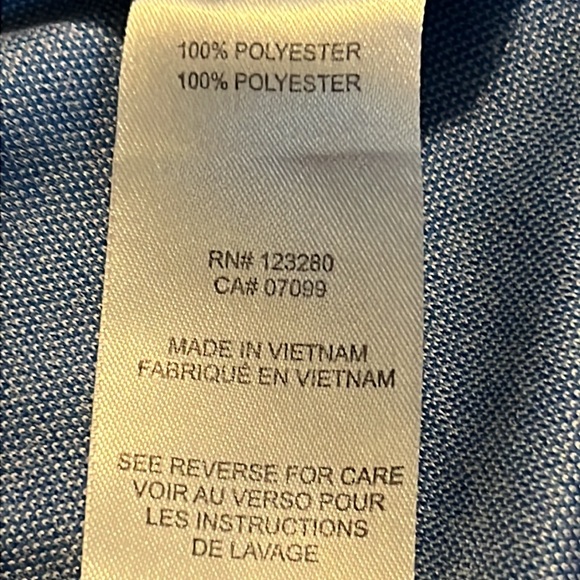 100% POLYESTER
100% POLYESTER
RN# 123280
CA# 07099
MADE IN VIETNAM
FABRIQUÉ EN VIETNAM
SEE REVERSE FOR CARE
VOIR AU VERSO POUR
LES INSTRUCTIONS
DE LAVAGE